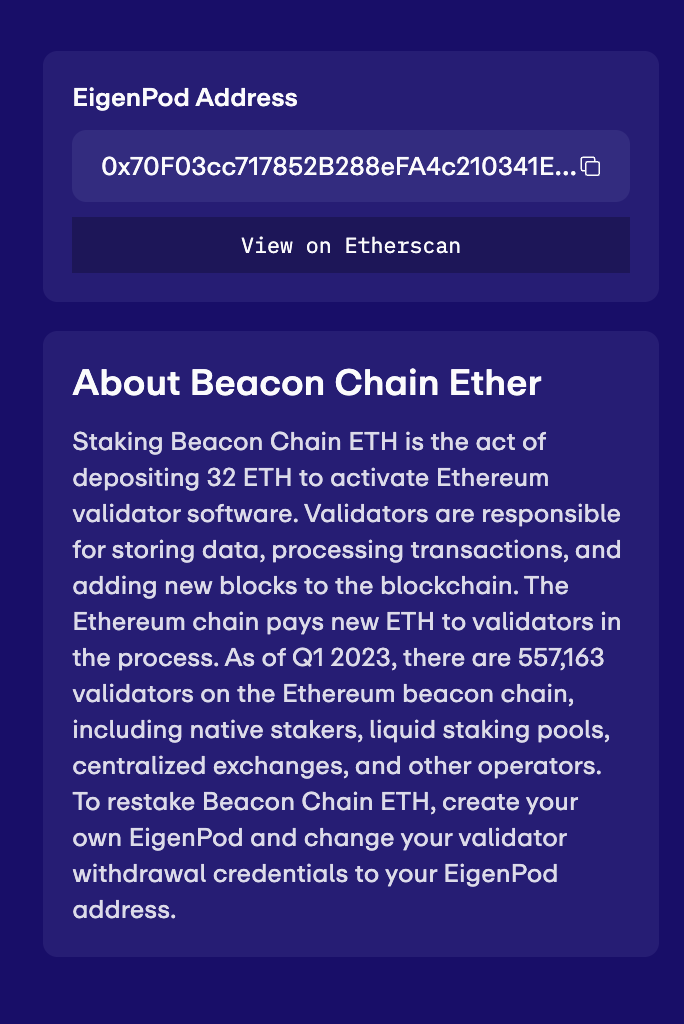 EigenPod Address
0x70F03cc717852B288eFA4c210341E...
View on Etherscan
About Beacon Chain Ether
Staking Beacon Chain ETH is the act of
depositing 32 ETH to activate Ethereum
validator software. Validators are responsible
for storing data, processing transactions, and
adding new blocks to the blockchain. The
Ethereum chain pays new ETH to validators in
the process. As of Q1 2023, there are 557,163
validators on the Ethereum beacon chain,
including native stakers, liquid staking pools,
centralized exchanges, and other operators.
To restake Beacon Chain ETH, create your
own EigenPod and change your validator
withdrawal credentials to your EigenPod
address.